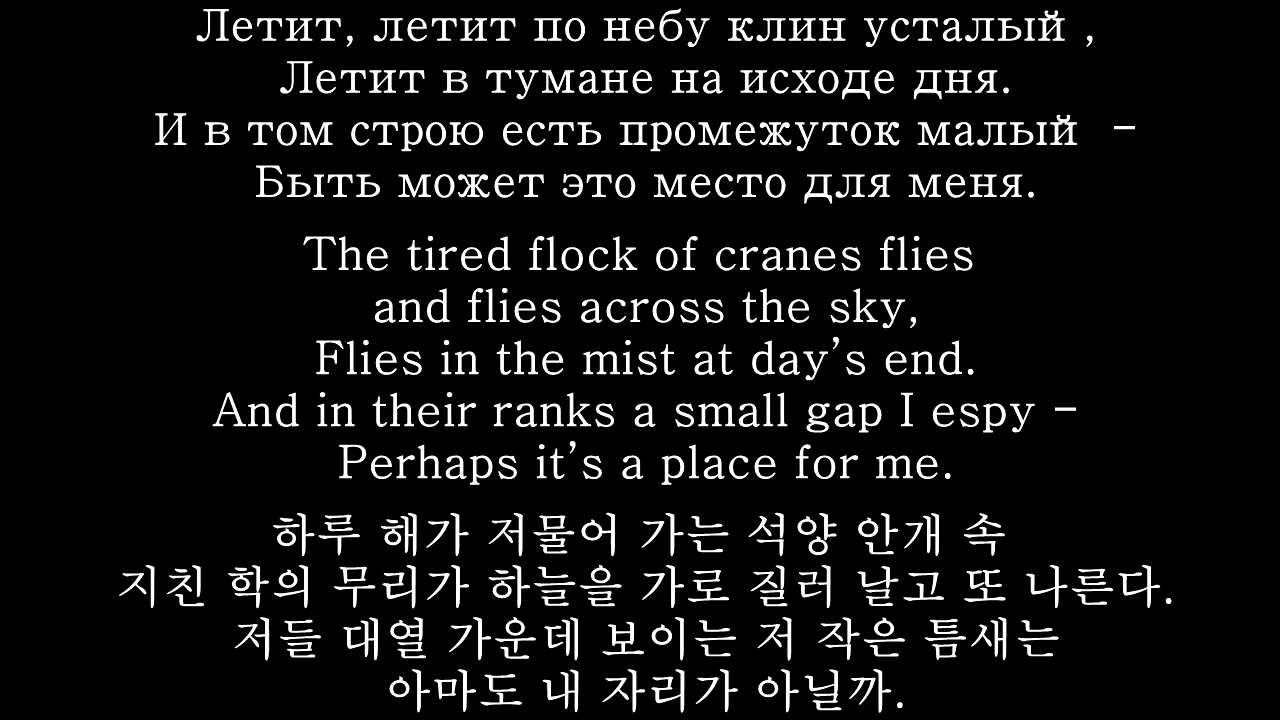 Летит, летит по небу клин усталый ,
Летит в тумане на исходе дня.
И в том строю есть промежуток малый  -
Быть может это место для меня.
The tired flock of cranes flies
and flies across the sky,
Flies in the mist at day’s end.
And in their ranks a small gap I espy -
Perhaps it’s a place for me.
하루 해가 저물어 가는 석양 안개 속
지친 학의 무리가 하늘을 가로 질러 날고 또 나른다.
저들 대열 가운데 보이는 저 작은 틈새는
아마도 내 자리가 아닐까.